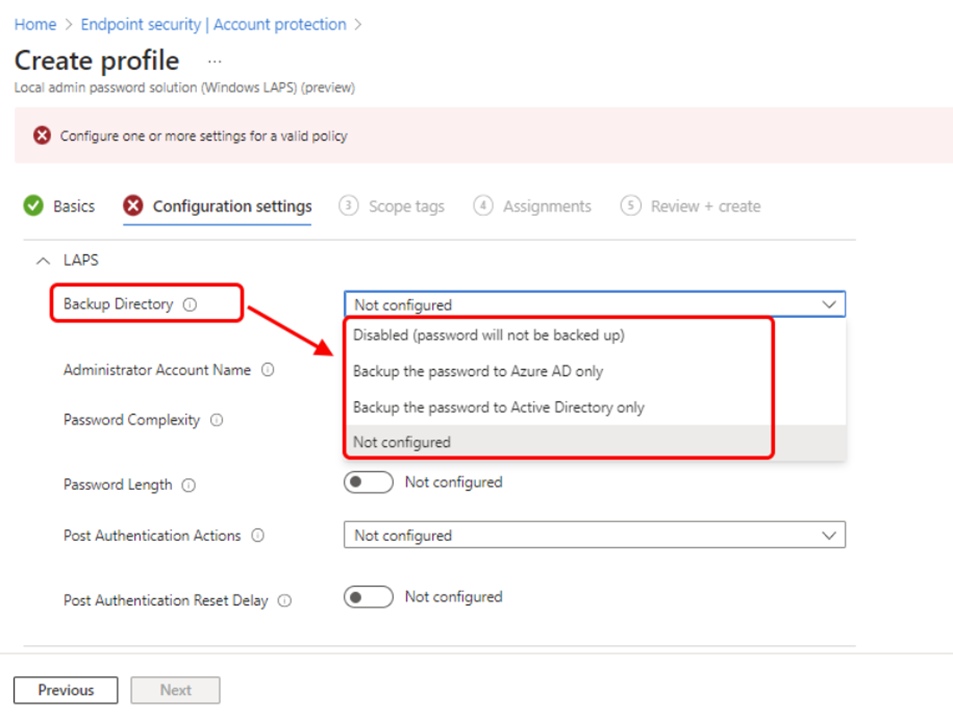 Home > Endpoint security | Account protection >
Create profile ...
Local admin password solution (Windows LAPS) (preview)
Configure one or more settings for a valid policy
Basics Configuration settings 3 Scope tags 4 Assignments 5 Review + create
LAPS
Backup Directory Not configured
Disabled (password will not be backed up)
Administrator Account Name Backup the password to Azure AD only
Backup the password to Active Directory only
Password Complexity Not configured
Password Length Not configured
Post Authentication Actions Not configured
Post Authentication Reset Delay Not configured
Previous Next